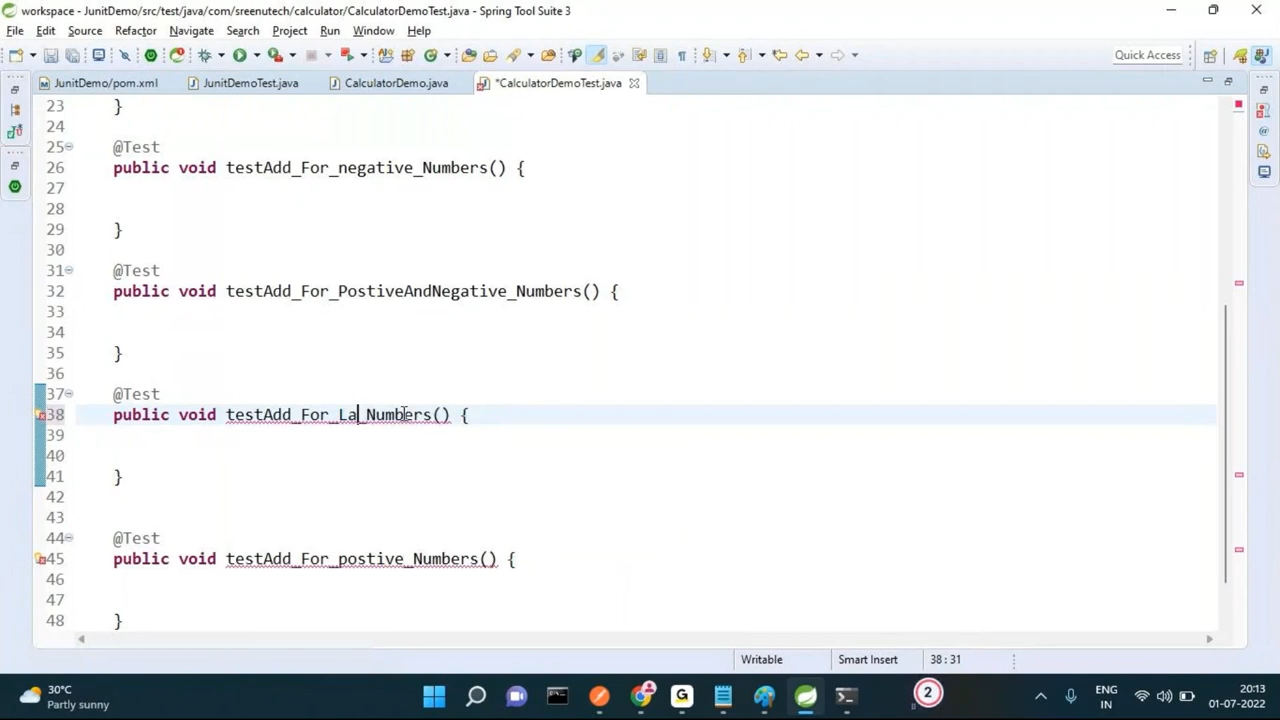 workspace - JunitDemo/src/test/java/com/sreenutech/calculator/CalculatorDemoTest.java - Spring Tool Suite 3
File Edit Source Refactor Navigate Search Project Run Window Help
Quick Access
JunitDemo/pom.xml JunitDemoTest.java CalculatorDemo.java *CalculatorDemoTest.java
23 }
24
25 @Test
26 public void testAdd_For_negative_Numbers() {
27
28
29 }
30
31 @Test
32 public void testAdd_For_PostiveAndNegative_Numbers() {
33
34
35 }
36
37 @Test
38 public void testAdd_For_La_Numbers() {
39
40
41 }
42
43
44 @Test
45 public void testAdd_For_postive_Numbers() {
46
47
48 }
Writable Smart Insert 38 : 31
30°C
Partly sunny
G
2
ENG
IN
20:13
01-07-2022